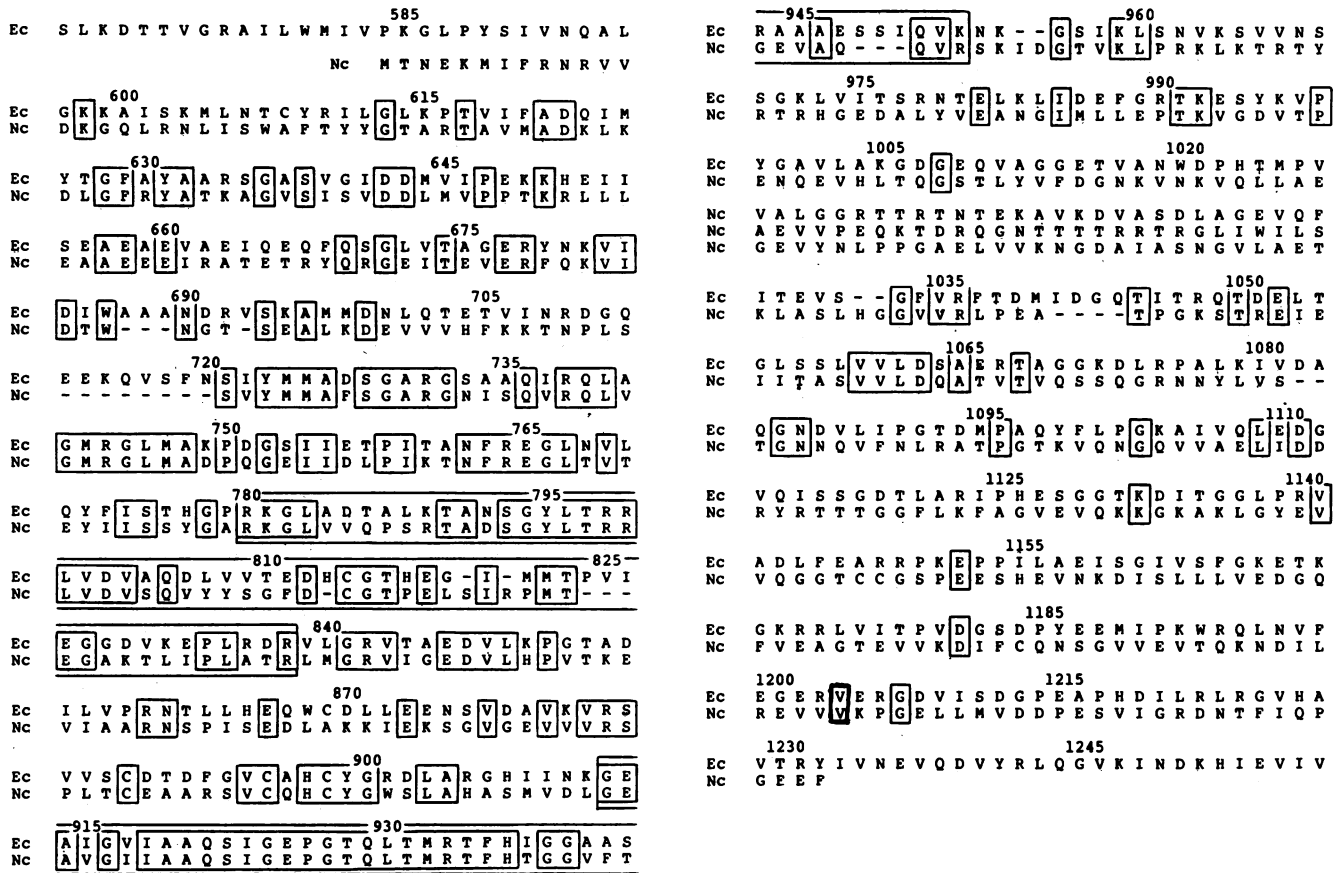 585
Ec S L K D T T V G R A I L W M I V P K G L P Y S I V N Q A L
Nc M T N E K M I F R N R V V
600 615
Ec G K K A I S K M L N T C Y R I L G L K P T V I F A D Q I M
Nc D K G Q L R N L I S W A F T Y Y G T A R T A V M A D K L K
630 645
Ec Y T G F A Y A A R S G A S V G I D D M V I P E K K H E I I
Nc D L G F R Y A T K A G V S I S V D D L M V P P T K R L L L
660 675
Ec S E A E A E V A E I Q E Q F Q S G L V T A G E R Y N K V I
Nc E A A E E E I R A T E T R Y Q R G E I T E V E R F Q K V I
690 705
Ec D I W A A A N D R V S K A M M D N L Q T E T V I N R D G Q
Nc D T W - - - N G T - S E A L K D E V V V H F K K T N P L S
720 735
Ec E E K Q V S F N S I Y M M A D S G A R G S A A Q I R Q L A
Nc - - - - - - - - S V Y M M A F S G A R G N I S Q V R Q L V
750 765
Ec G M R G L M A K P D G S I I E T P I T A N F R E G L N V L
Nc G M R G L M A D P Q G E I I D L P I K T N F R E G L T V T
780 795
Ec Q Y F I S T H G P R K G L A D T A L K T A N S G Y L T R R
Nc E Y I I S S Y G A R K G L V V Q P S R T A D S G Y L T R R
810 825
Ec L V D V A Q D L V V T E D H C G T H E G - I - M M T P V I
Nc L V D V S Q V Y Y S G F D - C G T P E L S I R P M T - - -
840
Ec E G G D V K E P L R D R V L G R V T A E D V L K P G T A D
Nc E G A K T L I P L A T R L M G R V I G E D V L H P V T K E
870
Ec I L V P R N T L L H E Q W C D L L E E N S V D A V K V R S
Nc V I A A R N S P I S E D L A K K I E K S G V G E V V V R S
900
Ec V V S C D T D F G V C A H C Y G R D L A R G H I I N K G E
Nc P L T C E A A R S V C Q H C Y G W S L A H A S M V D L G E
915 930
Ec A I G V I A A Q S I G E P G T Q L T M R T F H I G G A A S
Nc A V G I I A A Q S I G E P G T Q L T M R T F H T G G V F T
945 960
Ec R A A A E S S I Q V K N K - - G S I K L S N V K S V V N S
Nc G E V A Q - - - Q V R S K I D G T V K L P R K L K T R T Y
975 990
Ec S G K L V I T S R N T E L K L I D E F G R T K E S Y K V P
Nc R T R H G E D A L Y V E A N G I M L L E P T K V G D V T P
1005 1020
Ec Y G A V L A K G D G E Q V A G G E T V A N W D P H T M P V
Nc E N Q E V H L T Q G S T L Y V F D G N K V N K V Q L L A E
Nc V A L G G R T T R T N T E K A V K D V A S D L A G E V Q F
Nc A E V V P E Q K T D R Q G N T T T T R R T R G L I W I L S
Nc G E V Y N L P P G A E L V V K N G D A I A S N G V L A E T
1035 1050
Ec I T E V S - - G F V R F T D M I D G Q T I T R Q T D E L T
Nc K L A S L H G G V V R L P E A - - - - T P G K S T R E I E
1065 1080
Ec G L S S L V V L D S A E R T A G G K D L R P A L K I V D A
Nc I I T A S V V L D Q A T V T V Q S S Q G R N N Y L V S - -
1095 1110
Ec Q G N D V L I P G T D M P A Q Y F L P G K A I V Q L E D G
Nc T G N N Q V F N L R A T P G T K V Q N G Q V V A E L I D D
1125 1140
Ec V Q I S S G D T L A R I P H E S G G T K D I T G G L P R V
Nc R Y R T T T G G F L K F A G V E V Q K K G K A K L G Y E V
1155
Ec A D L F E A R R P K E P P I L A E I S G I V S F G K E T K
Nc V Q G G T C C G S P E E S H E V N K D I S L L L V E D G Q
1185
Ec G K R R L V I T P V D G S D P Y E E M I P K W R Q L N V F
Nc F V E A G T E V V K D I F C Q N S G V V E V T Q K N D I L
1200 1215
Ec E G E R V E R G D V I S D G P E A P H D I L R L R G V H A
Nc R E V V V K P G E L L M V D D P E S V I G R D N T F I Q P
1230 1245
Ec V T R Y I V N E V Q D V Y R L Q G V K I N D K H I E V I V
Nc G E E F